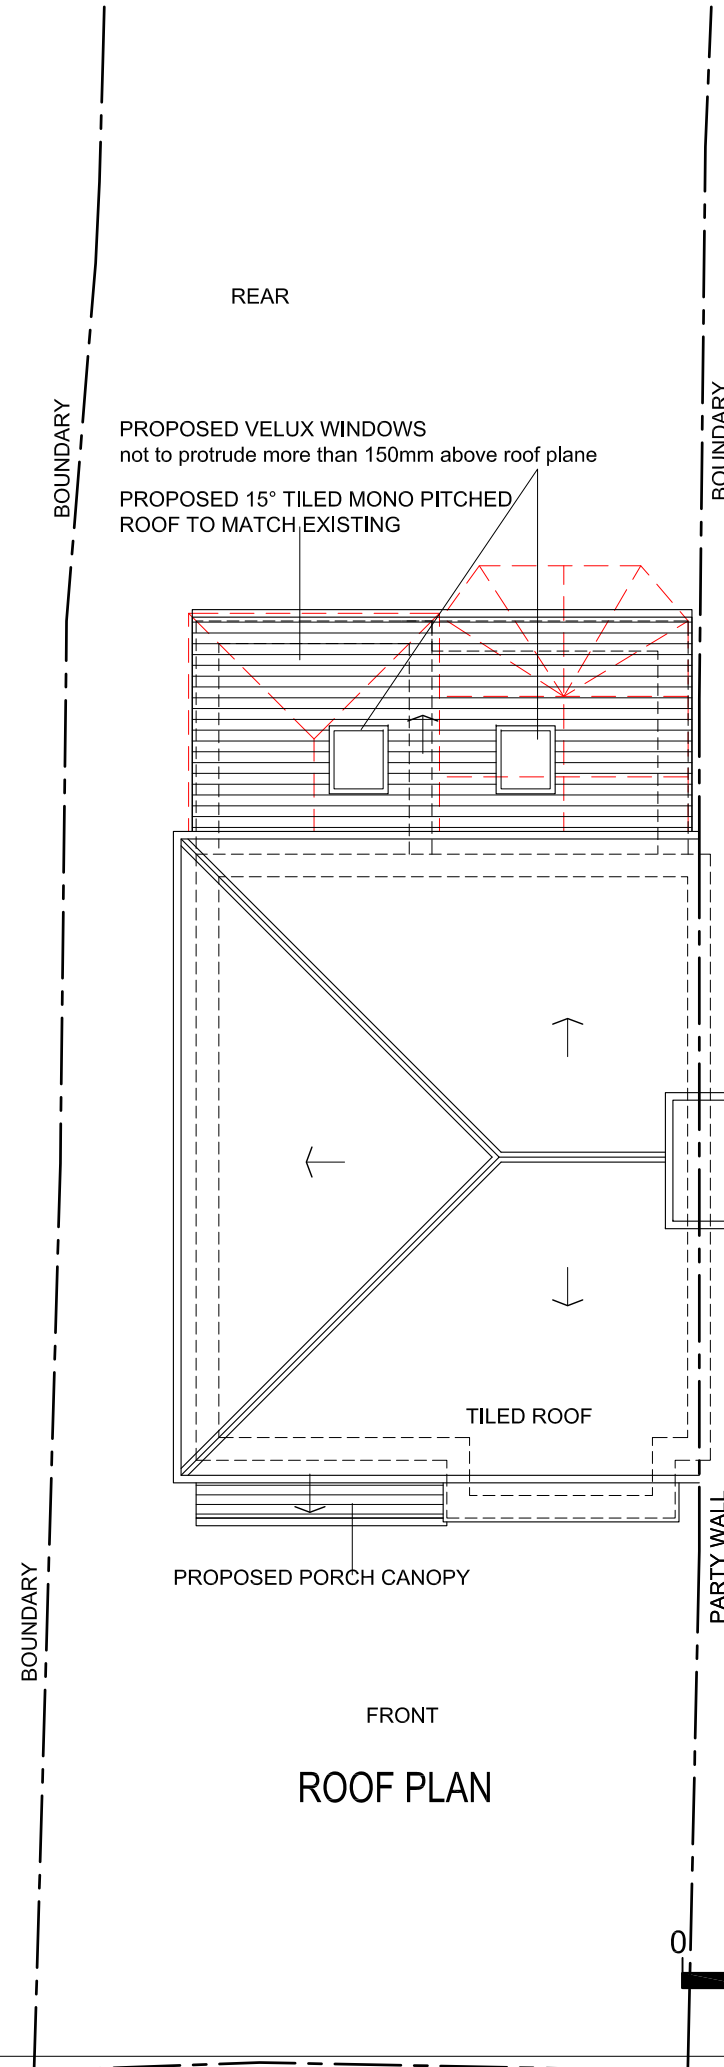 REAR
BOUNDARY
BOUNDARY
PROPOSED VELUX WINDOWS
not to protrude more than 150mm above roof plane
PROPOSED 15° TILED MONO PITCHED
ROOF TO MATCH EXISTING
TILED ROOF
PARTY WALL
PROPOSED PORCH CANOPY
BOUNDARY
FRONT
ROOF PLAN
0